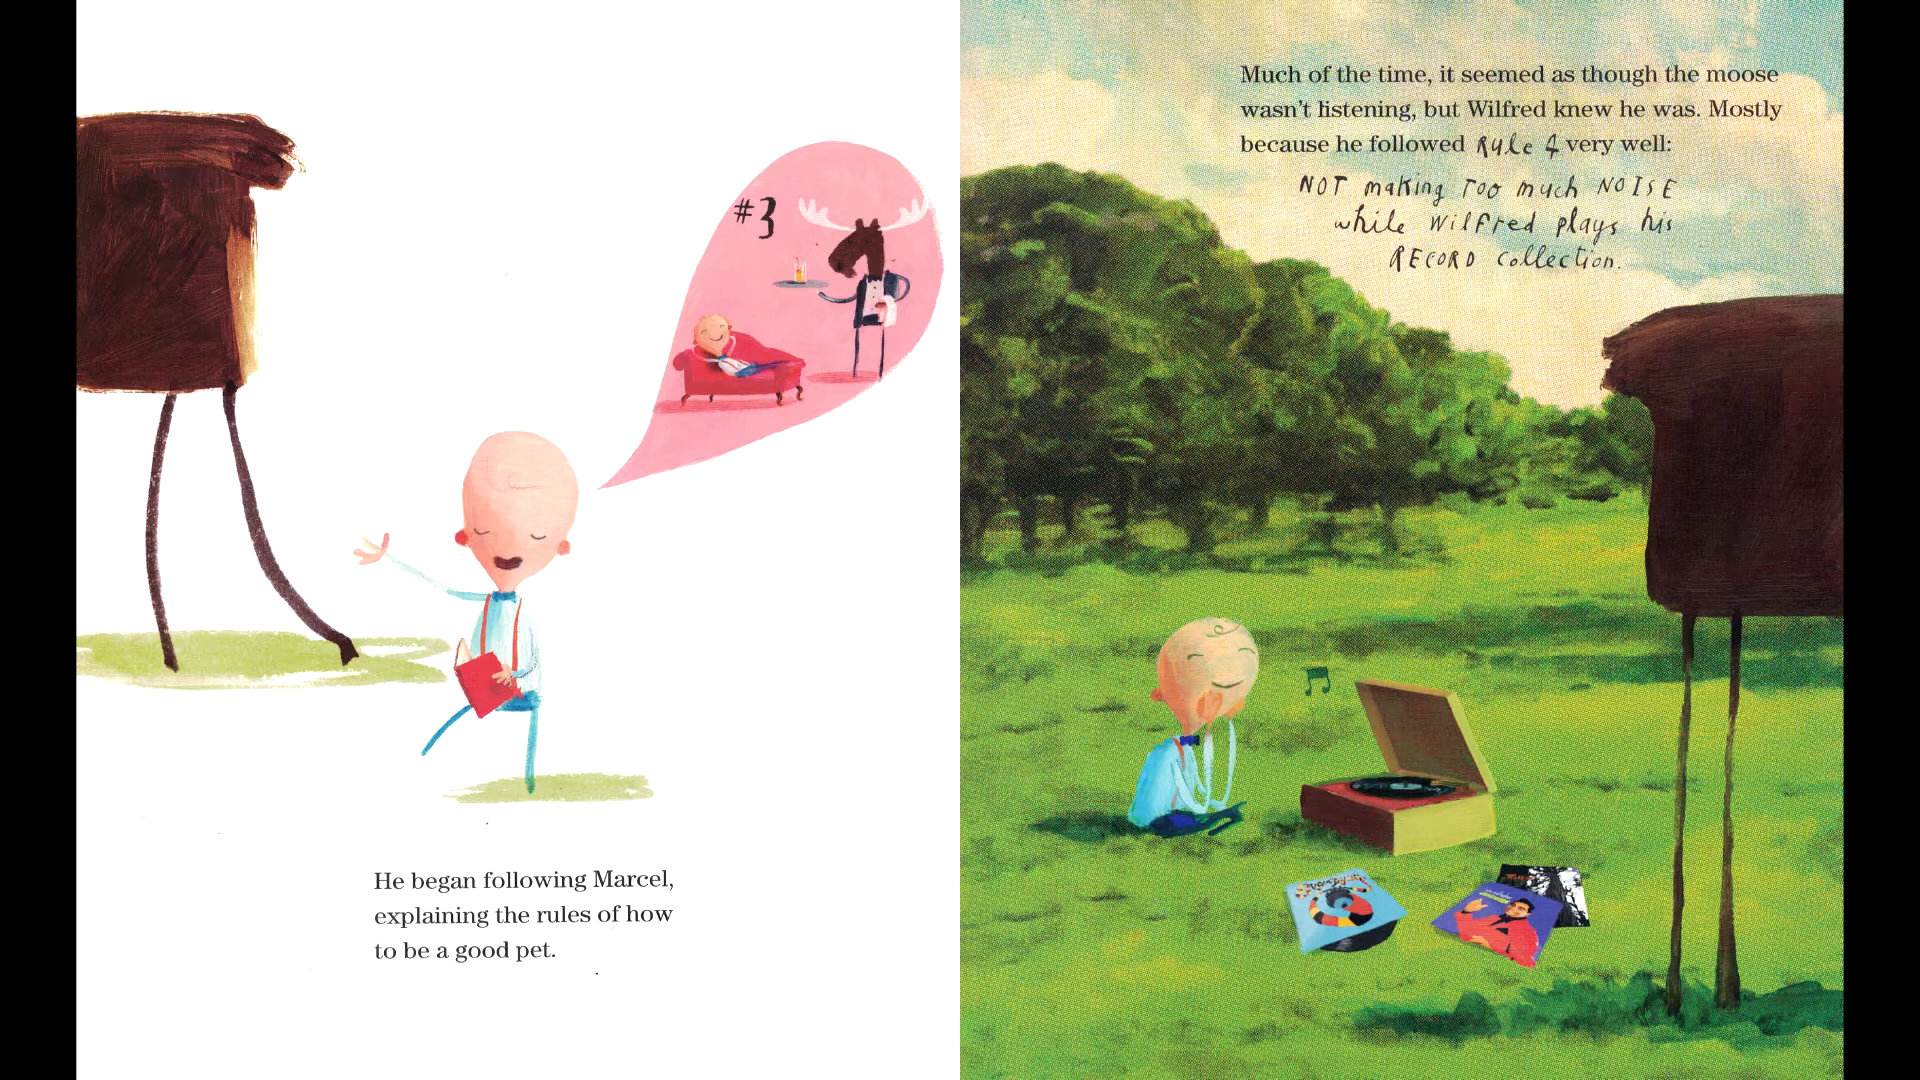 #3
He began following Marcel,
explaining the rules of how
to be a good pet.
Much of the time, it seemed as though the moose
wasn't listening, but Wilfred knew he was. Mostly
because he followed RULE 4 very well:
NOT making TOO much NOISE
while Wilfred plays his
RECORD collection.